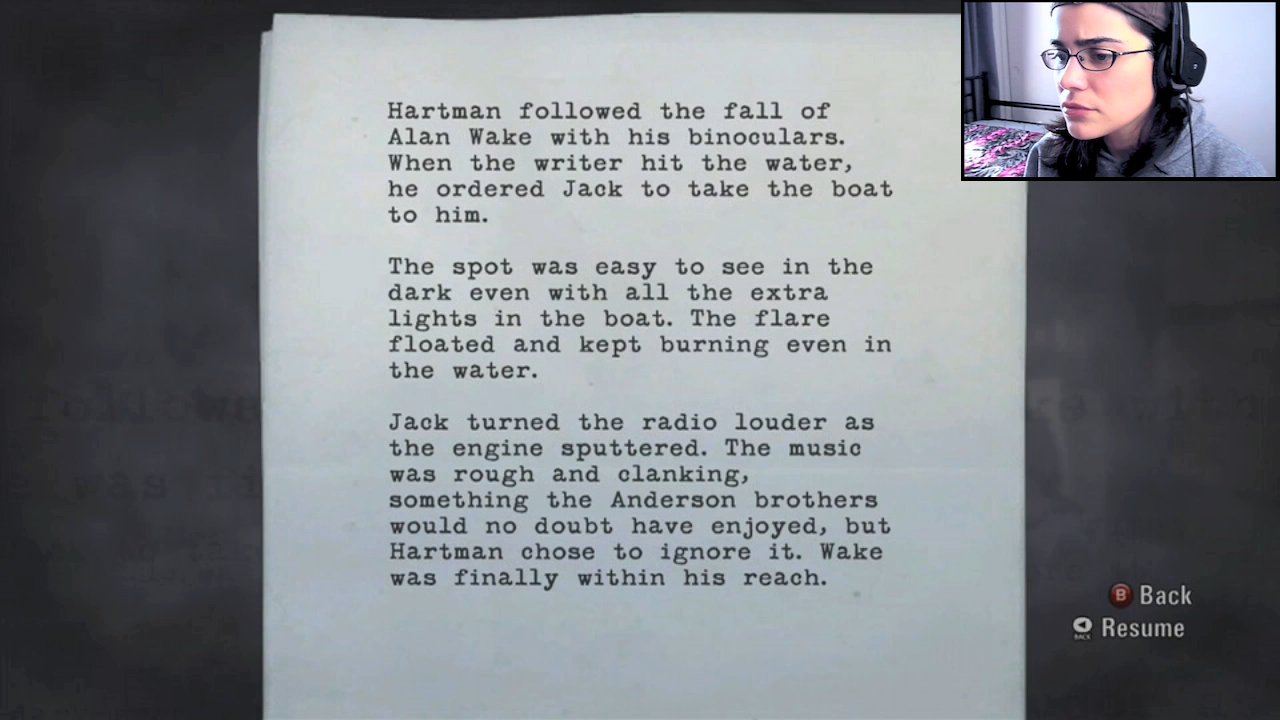 Hartman followed the fall of
Alan Wake with his binoculars.
When the writer hit the water,
he ordered Jack to take the boat
to him.
The spot was easy to see in the
dark even with all the extra
lights in the boat. The flare
floated and kept burning even in
the water.
Jack turned the radio louder as
the engine sputtered. The music
was rough and clanking,
something the Anderson brothers
would no doubt have enjoyed, but
Hartman chose to ignore it. Wake
was finally within his reach.
B Back
BACK Resume